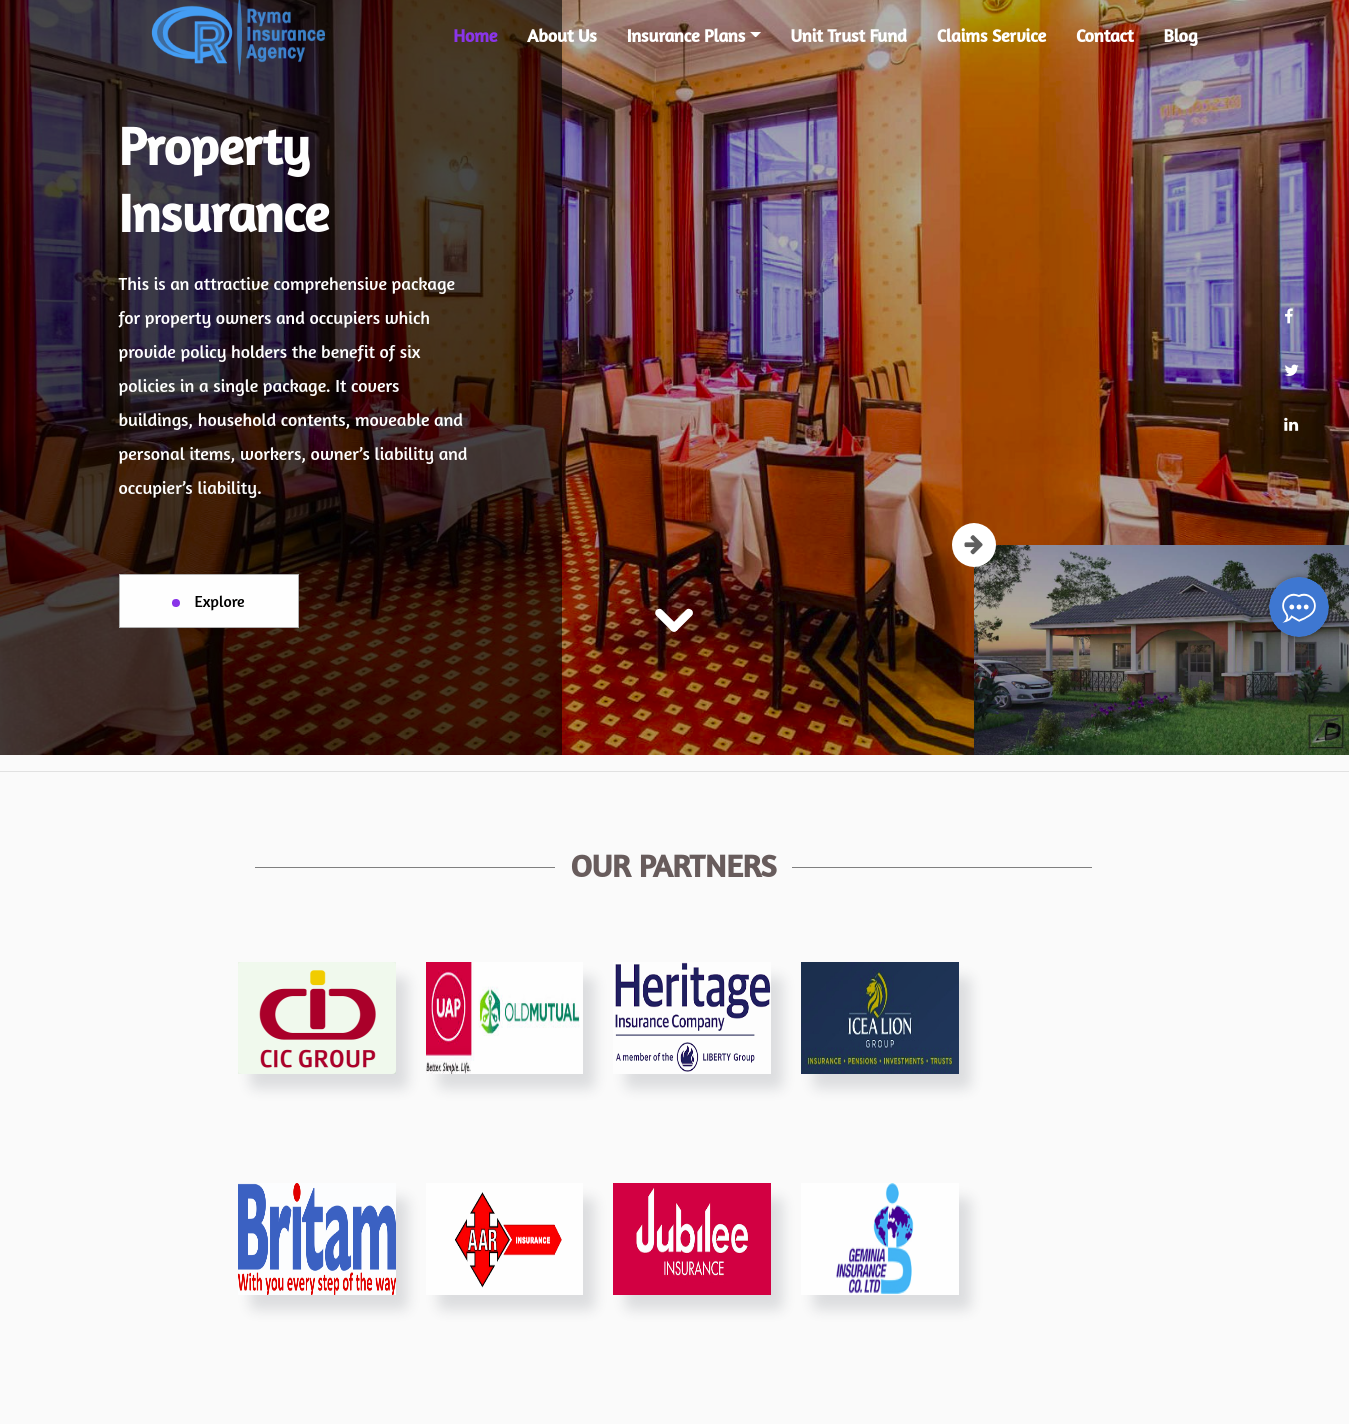 Ryma
Insurance
Agency
Home About Us Insurance Plans Unit Trust Fund Claims Service Contact Blog
Property
Insurance
This is an attractive comprehensive package
for property owners and occupiers which
provide policy holders the benefit of six
policies in a single package. It covers
buildings, household contents, moveable and
personal items, workers, owner’s liability and
occupier’s liability.
Explore
OUR PARTNERS
CIC GROUP
UAP
OLDMUTUAL
Better. Simple. Life.
Heritage
Insurance Company
A member of the LIBERTY Group
ICEA LION
GROUP
INSURANCE • PENSIONS • INVESTMENTS • TRUSTS
Britam
With you every step of the way
AAR INSURANCE
Jubilee
INSURANCE
GEMINIA
INSURANCE
CO. LTD